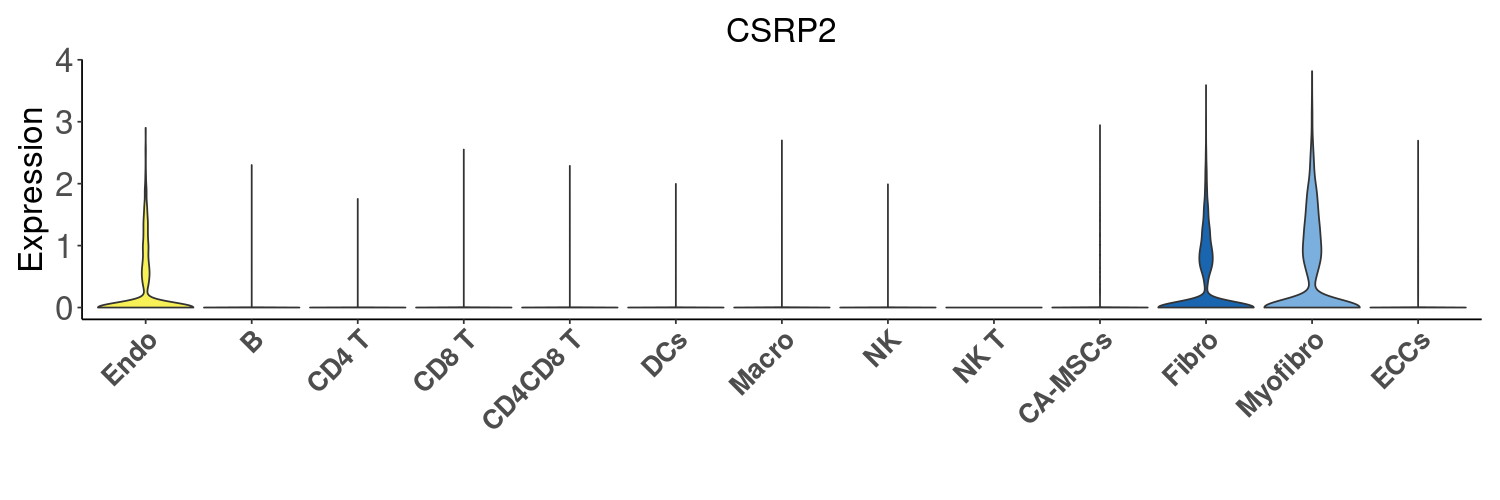 CSRP2
Expression
4
3
2
1
0
Endo
B
CD4 T
CD8 T
CD4CD8 T
DCs
Macro
NK
NK T
CA-MSCs
Fibro
Myofibro
ECCs